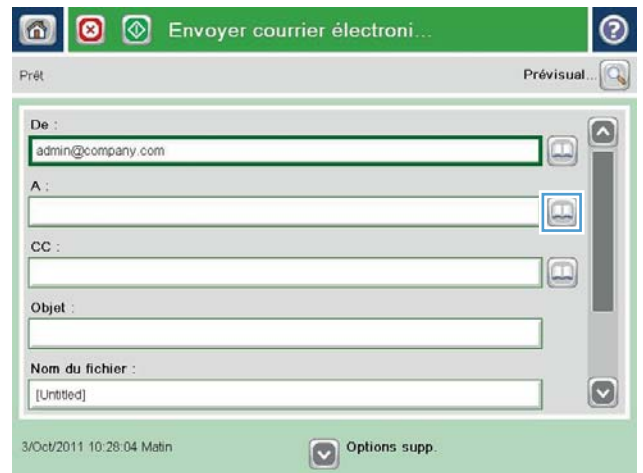 Envoyer courrier électroni...
Prêt
Prévisual...
De :
admin@company.com
A :
CC :
Objet :
Nom du fichier :
[Untitled]
3/Oct/2011 10:28:04 Matin
Options supp.